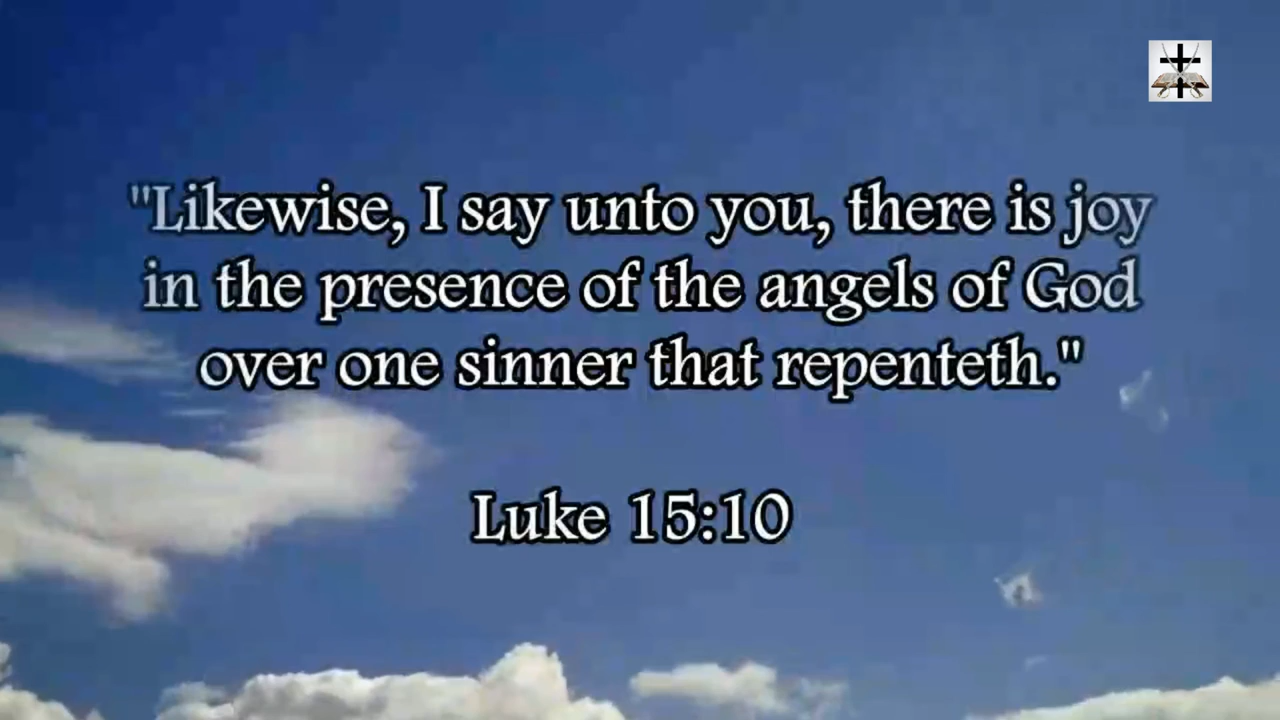 "Likewise, I say unto you, there is joy
in the presence of the angels of God
over one sinner that repenteth."
Luke 15:10